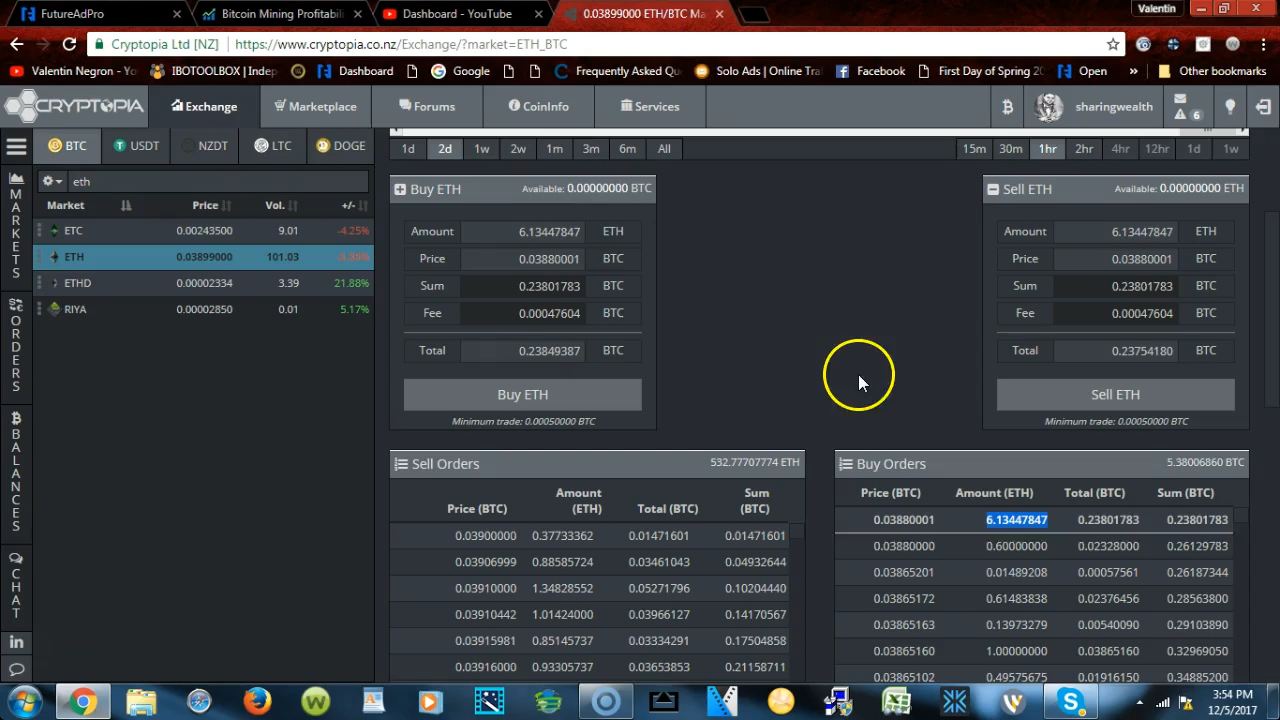 Valentin
FutureAdPro
Bitcoin Mining Profitabili
Dashboard - YouTube
0.03899000 ETH/BTC Ma
Cryptopia Ltd [NZ] https://www.cryptopia.co.nz/Exchange/?market=ETH_BTC
Valentin Negron - Yo IBOTOOLBOX | Indep Dashboard Google Frequently Asked Qu Solo Ads | Online Trai Facebook First Day of Spring 20 Open » Other bookmarks
CRYPTOPIA Exchange Marketplace Forums CoinInfo Services sharingwealth 6
BTC USDT NZDT LTC DOGE
1d 2d 1w 2w 1m 3m 6m All 15m 30m 1hr 2hr 4hr 12hr 1d 1w
eth
Market Price Vol. +/-
ETC 0.00243500 9.01 -4.25%
ETH 0.03899000 101.03
ETHD 0.00002334 3.39 21.88%
RIYA 0.00002850 0.01 5.17%
MARKETS
ORDERS
BALANCES
CHAT
Buy ETH Available: 0.00000000 BTC
Amount 6.13447847 ETH
Price 0.03880001 BTC
Sum 0.23801783 BTC
Fee 0.00047604 BTC
Total 0.23849387 BTC
Buy ETH
Minimum trade: 0.00050000 BTC
Sell ETH Available: 0.00000000 ETH
Amount 6.13447847 ETH
Price 0.03880001 BTC
Sum 0.23801783 BTC
Fee 0.00047604 BTC
Total 0.23754180 BTC
Sell ETH
Minimum trade: 0.00050000 BTC
Sell Orders 532.77707774 ETH
Price (BTC) Amount (ETH) Total (BTC) Sum (BTC)
0.03900000 0.37733362 0.01471601 0.01471601
0.03906999 0.88585724 0.03461043 0.04932644
0.03910000 1.34828552 0.05271796 0.10204440
0.03910442 1.01424000 0.03966127 0.14170567
0.03915981 0.85145737 0.03334291 0.17504858
0.03916000 0.93305737 0.03653853 0.21158711
Buy Orders 5.38006860 BTC
Price (BTC) Amount (ETH) Total (BTC) Sum (BTC)
0.03880001 6.13447847 0.23801783 0.23801783
0.03880000 0.60000000 0.02328000 0.26129783
0.03865201 0.01489208 0.00057561 0.26187344
0.03865172 0.61483838 0.02376456 0.28563800
0.03865163 0.13973279 0.00540090 0.29103890
0.03865160 1.00000000 0.03865160 0.32969050
0.03865102 0.49575675 0.01916150 0.34885200
3:54 PM
12/5/2017